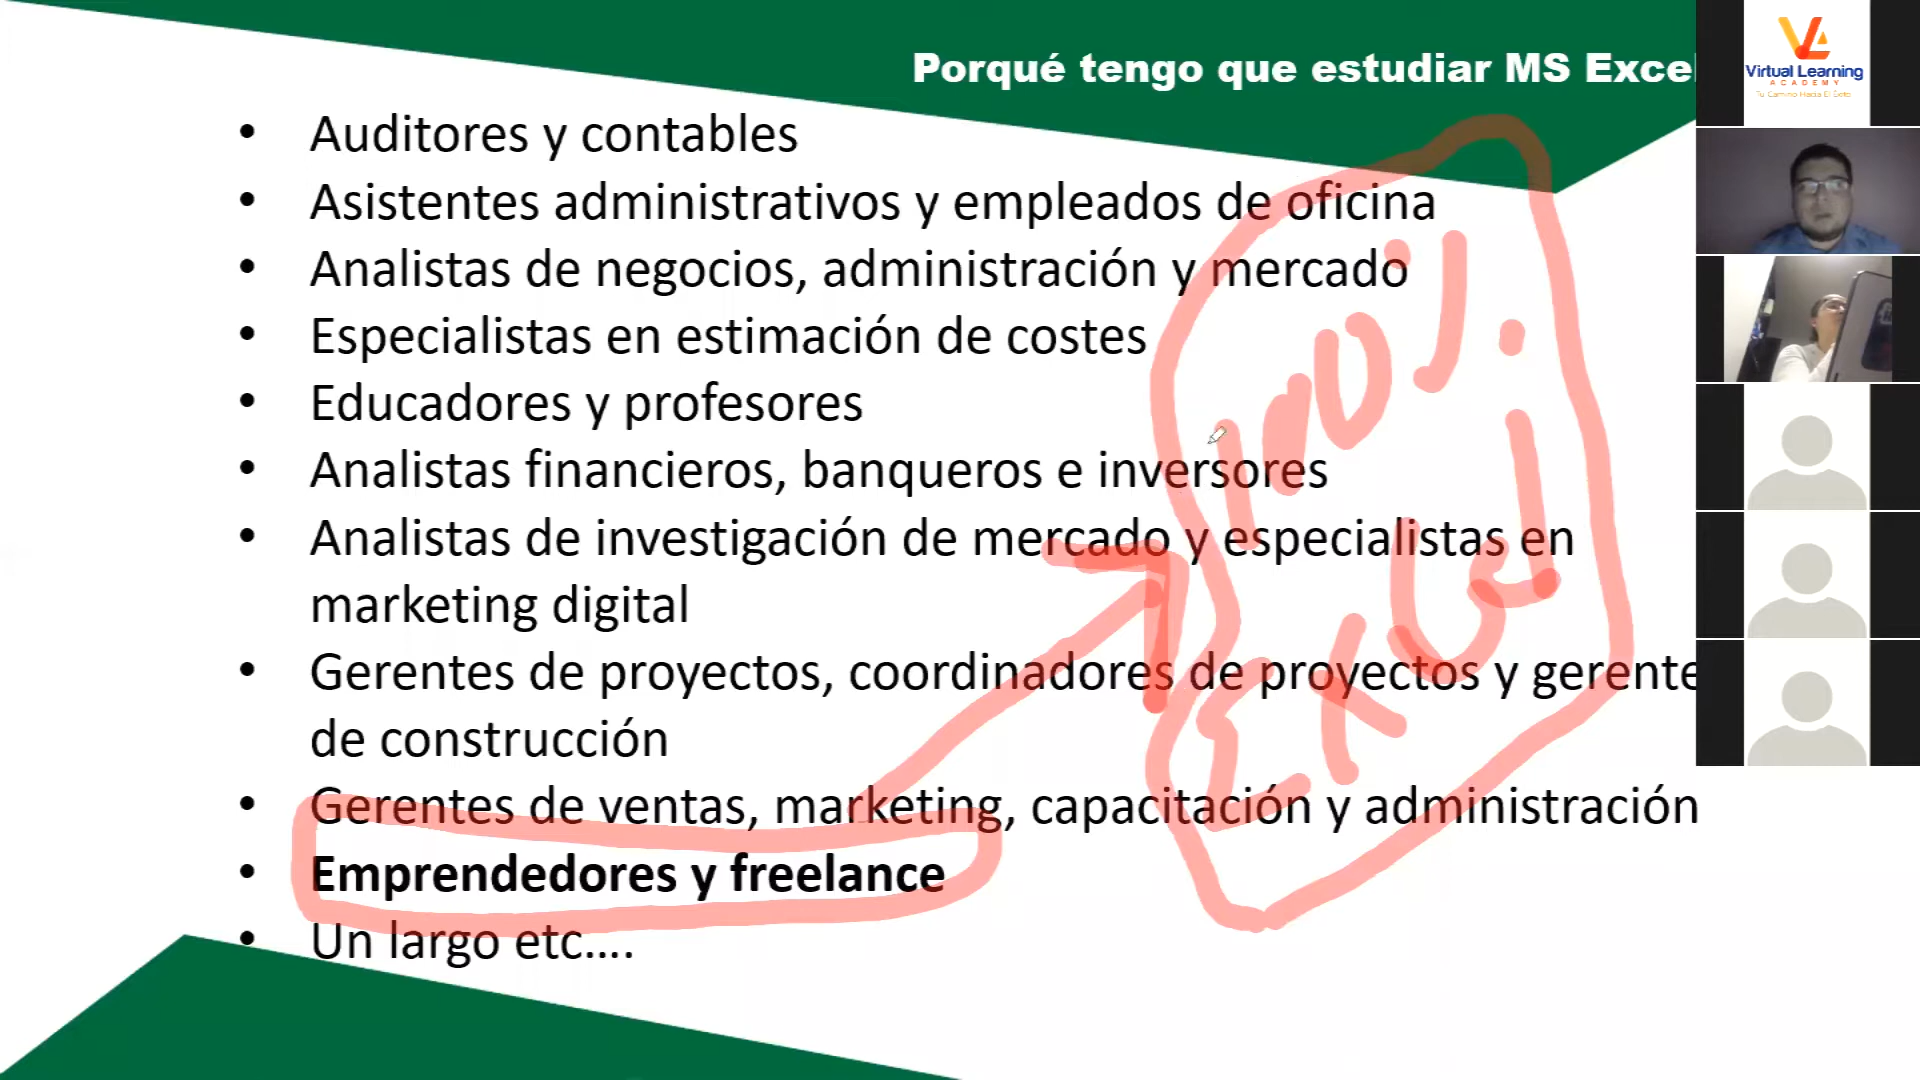 Porqué tengo que estudiar MS Excel
• Auditores y contables
• Asistentes administrativos y empleados de oficina
• Analistas de negocios, administración y mercado
• Especialistas en estimación de costes
• Educadores y profesores
• Analistas financieros, banqueros e inversores
• Analistas de investigación de mercado y especialistas en
marketing digital
• Gerentes de proyectos, coordinadores de proyectos y gerente
de construcción
• Gerentes de ventas, marketing, capacitación y administración
• Emprendedores y freelance
• Un largo etc....
Excel
Virtual Learning
ACADEMY
Tu Camino Hacia El Éxito